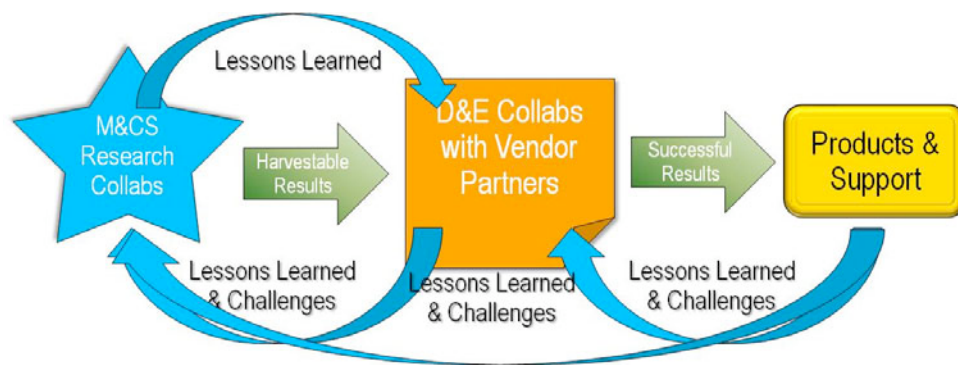 Lessons Learned
M&CS
Research
Collabs
Harvestable
Results
D&E Collabs
with Vendor
Partners
Successful
Results
Products &
Support
Lessons Learned
& Challenges
Lessons Learned
& Challenges
Lessons Learned
& Challenges